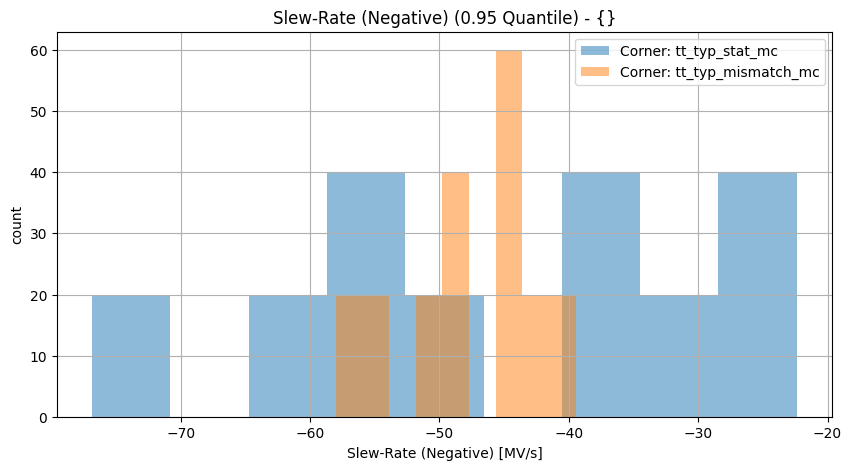 Slew-Rate (Negative) (0.95 Quantile) - {}
Corner: tt_typ_stat_mc
Corner: tt_typ_mismatch_mc
60
50
40
30
20
10
0
count
−70
−60
−50
−40
−30
−20
Slew-Rate (Negative) [MV/s]